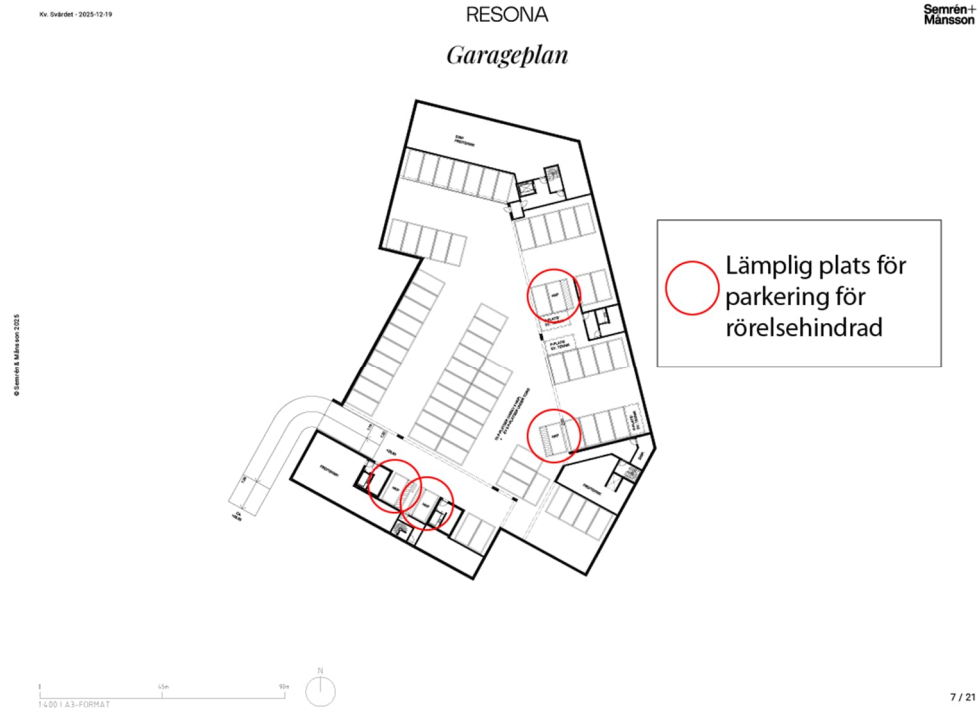 Kv. Svärdet - 2025-12-19
RESONA
Semrén+
Månsson
Garageplan
Lämplig plats för
parkering för
rörelsehindrad
© Semrén & Månsson 2025
N
45m
90m
1:400 I A3-FORMAT
7 / 21